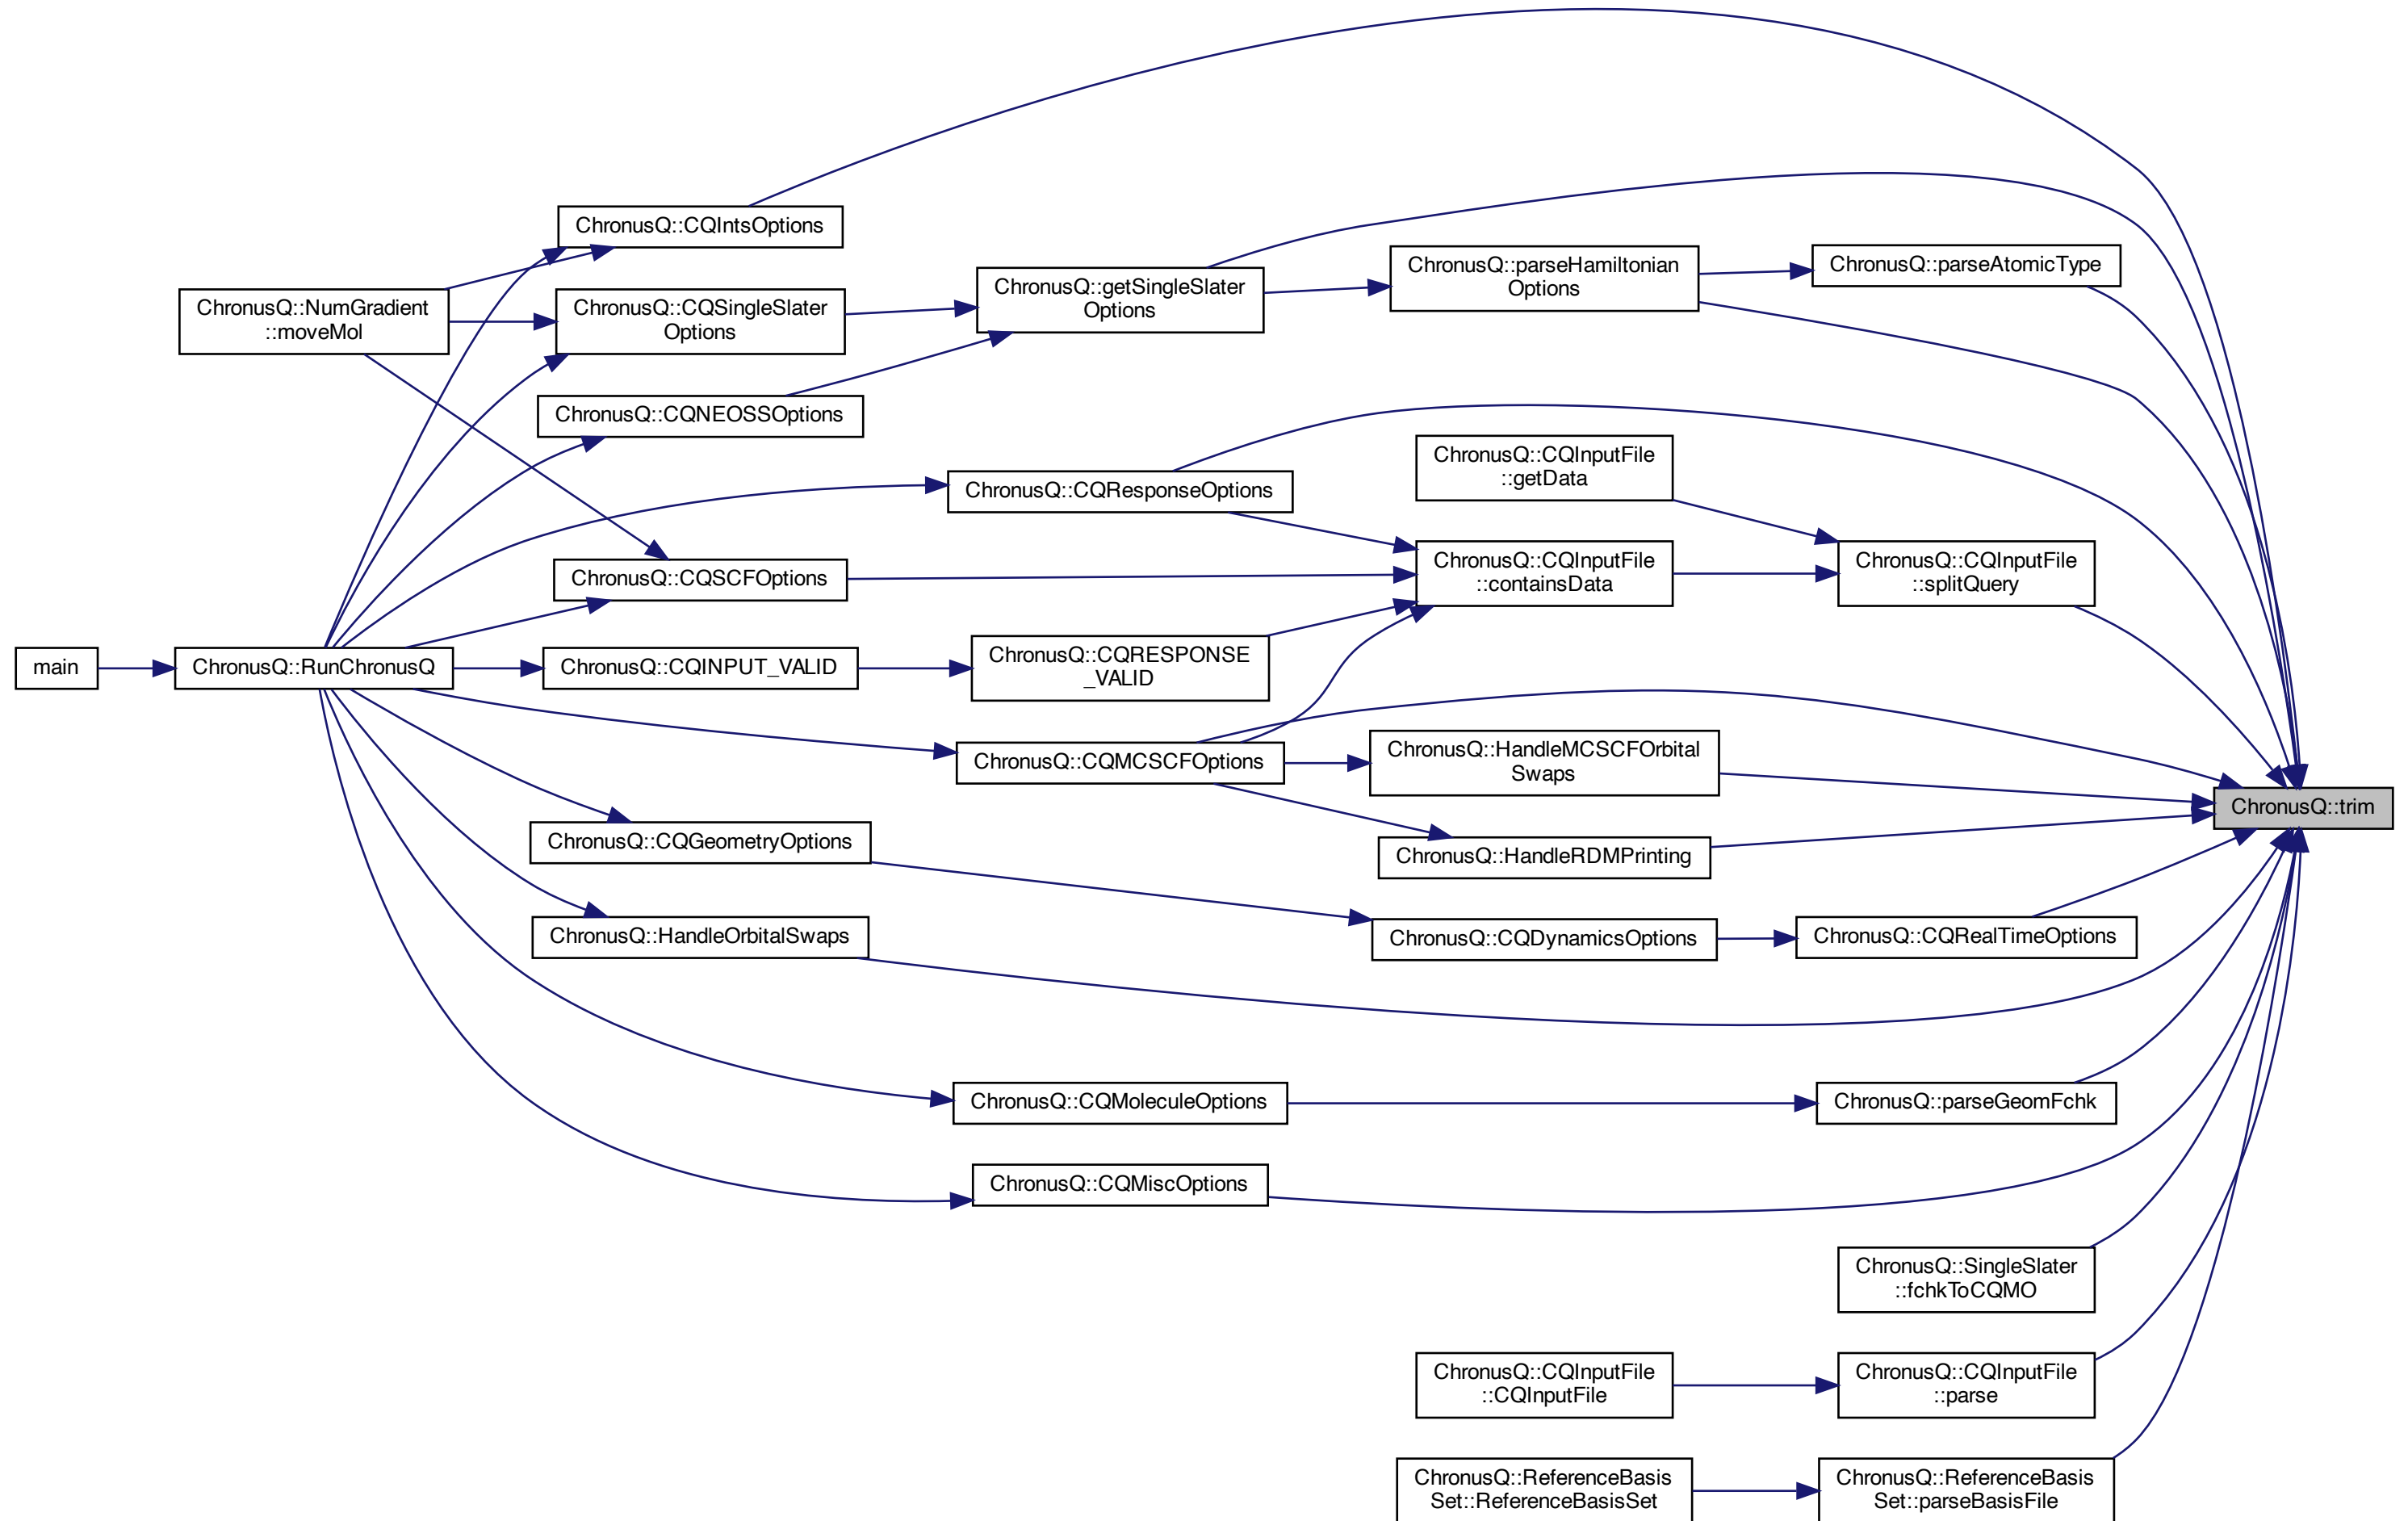 ChronusQ::CQIntsOptions
ChronusQ::parseHamiltonian
Options
ChronusQ::parseAtomicType
ChronusQ::getSingleSlater
Options
ChronusQ::NumGradient
::moveMol
ChronusQ::CQSingleSlater
Options
ChronusQ::CQNEOSSOptions
ChronusQ::CQInputFile
::getData
ChronusQ::CQResponseOptions
ChronusQ::CQSCFOptions
ChronusQ::CQInputFile
::containsData
ChronusQ::CQInputFile
::splitQuery
main
ChronusQ::RunChronusQ
ChronusQ::CQINPUT_VALID
ChronusQ::CQRESPONSE
_VALID
ChronusQ::CQMCSCFOptions
ChronusQ::HandleMCSCFOrbital
Swaps
ChronusQ::trim
ChronusQ::CQGeometryOptions
ChronusQ::HandleRDMPrinting
ChronusQ::HandleOrbitalSwaps
ChronusQ::CQDynamicsOptions
ChronusQ::CQRealTimeOptions
ChronusQ::CQMoleculeOptions
ChronusQ::parseGeomFchk
ChronusQ::CQMiscOptions
ChronusQ::SingleSlater
::fchkToCQMO
ChronusQ::CQInputFile
::CQInputFile
ChronusQ::CQInputFile
::parse
ChronusQ::ReferenceBasis
Set::ReferenceBasisSet
ChronusQ::ReferenceBasis
Set::parseBasisFile